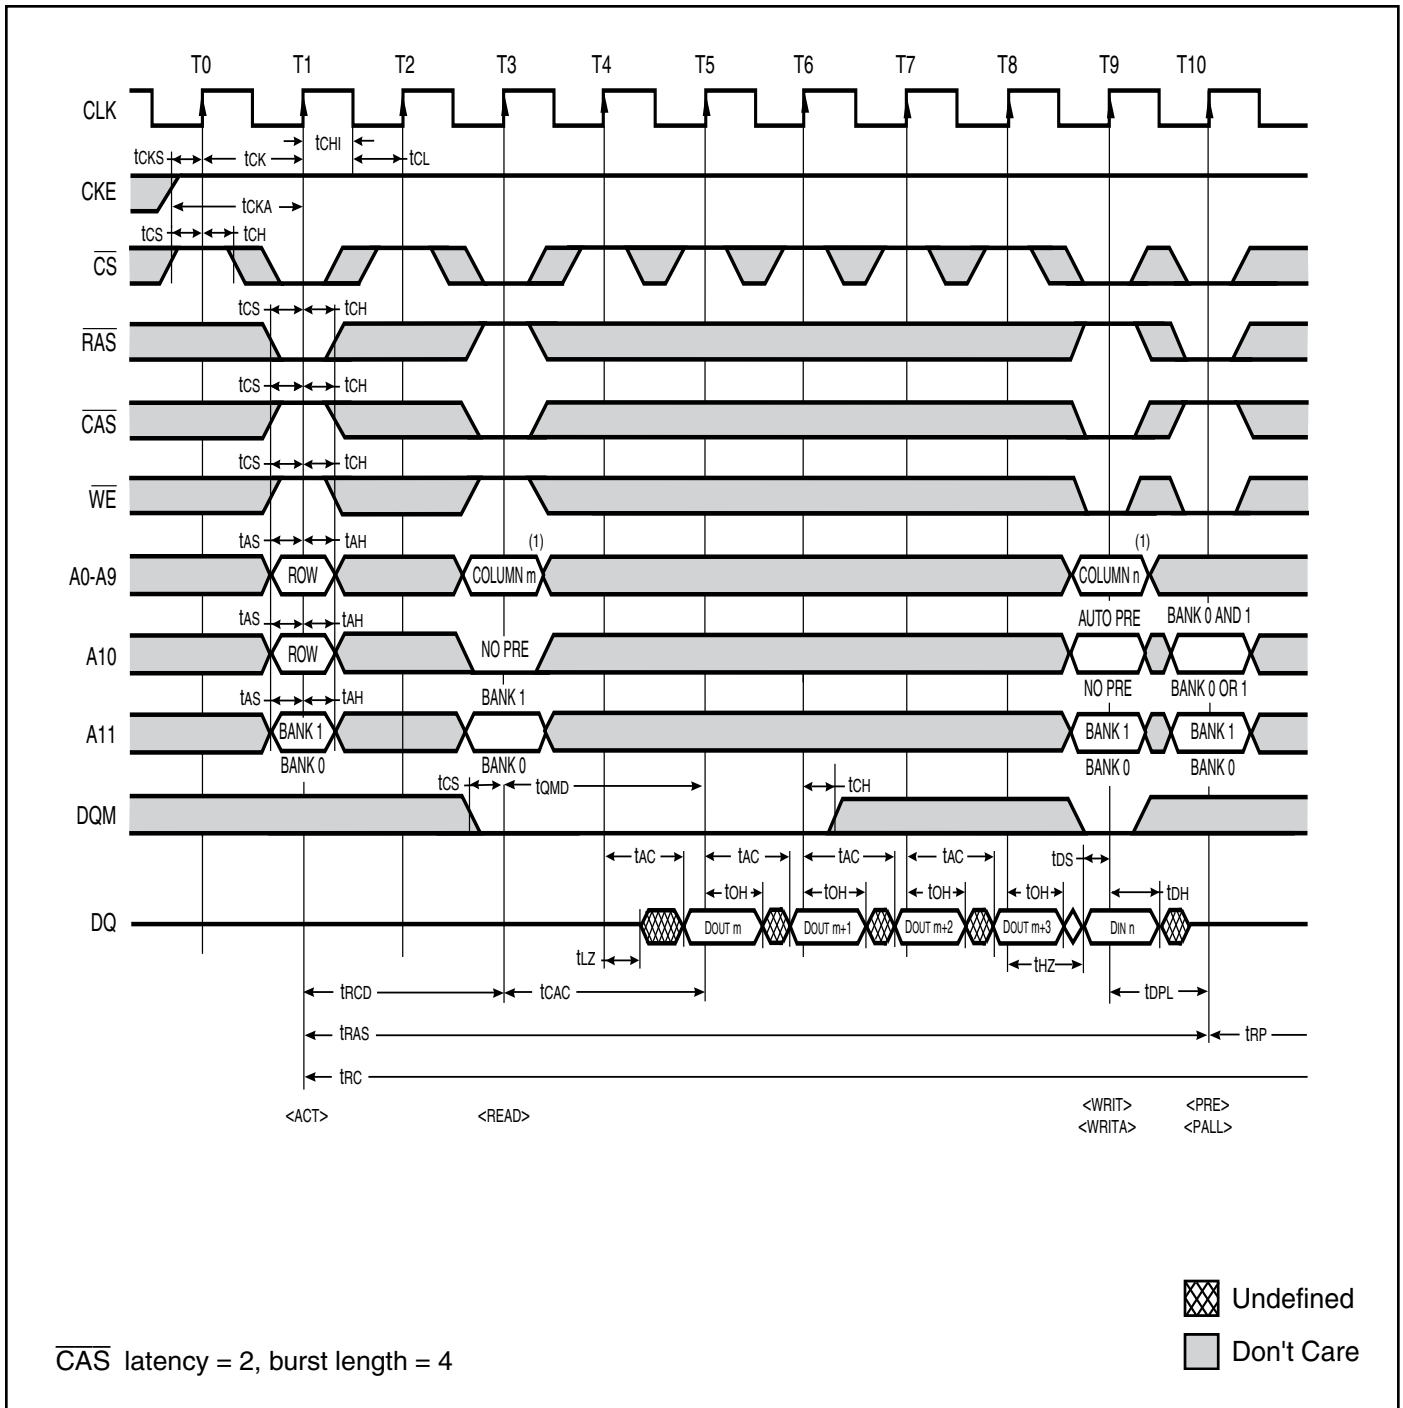 T0 T1 T2 T3 T4 T5 T6 T7 T8 T9 T10
CLK
tCHI
tCKS tCK tCL
CKE
tCKA
tCS tCH
CS
tCS tCH
RAS
tCS tCH
CAS
tCS tCH
WE
tAS tAH (1) (1)
A0-A9 ROW COLUMN m COLUMN n
tAS tAH AUTO PRE BANK 0 AND 1
A10 ROW NO PRE
tAS tAH BANK 1 NO PRE BANK 0 OR 1
A11 BANK 1 BANK 1 BANK 1
BANK 0 BANK 0 BANK 0 BANK 0
tCS tQMD tCH
DQM
tAC tAC tAC tAC tDS
tOH tOH tOH tOH tDH
DQ DOUT m DOUT m+1 DOUT m+2 DOUT m+3 DIN n
tLZ tHZ
tRCD tCAC tDPL
tRAS tRP
tRC
<ACT> <READ> <WRIT> <PRE>
<WRITA> <PALL>
Undefined
Don't Care
CAS latency = 2, burst length = 4